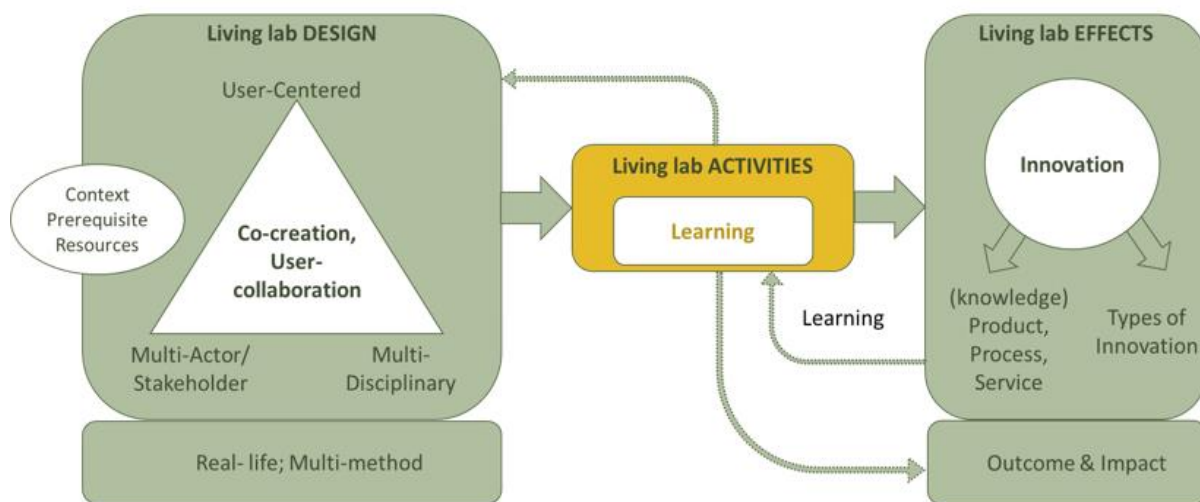 Living lab DESIGN
User-Centered
Context
Prerequisite
Resources
Co-creation,
User-
collaboration
Multi-Actor/
Stakeholder
Multi-
Disciplinary
Real- life; Multi-method
Living lab ACTIVITIES
Learning
Learning
Living lab EFFECTS
Innovation
(knowledge)
Product,
Process,
Service
Types of
Innovation
Outcome & Impact